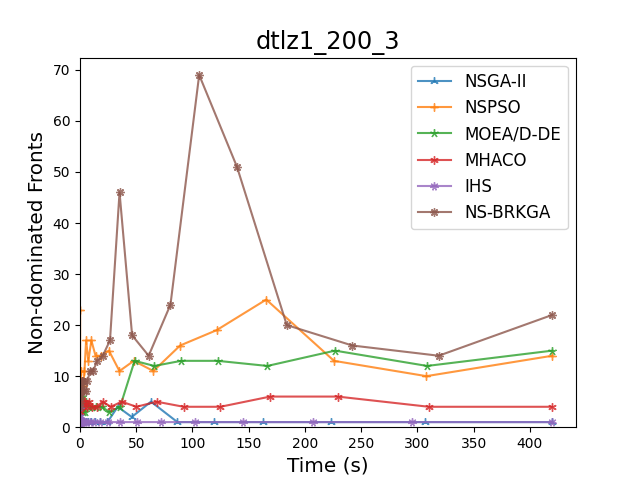 dtlz1_200_3
Non-dominated Fronts
70
60
50
40
30
20
10
0
0 50 100 150 200 250 300 350 400
Time (s)
NSGA-II
NSPSO
MOEA/D-DE
MHACO
IHS
NS-BRKGA